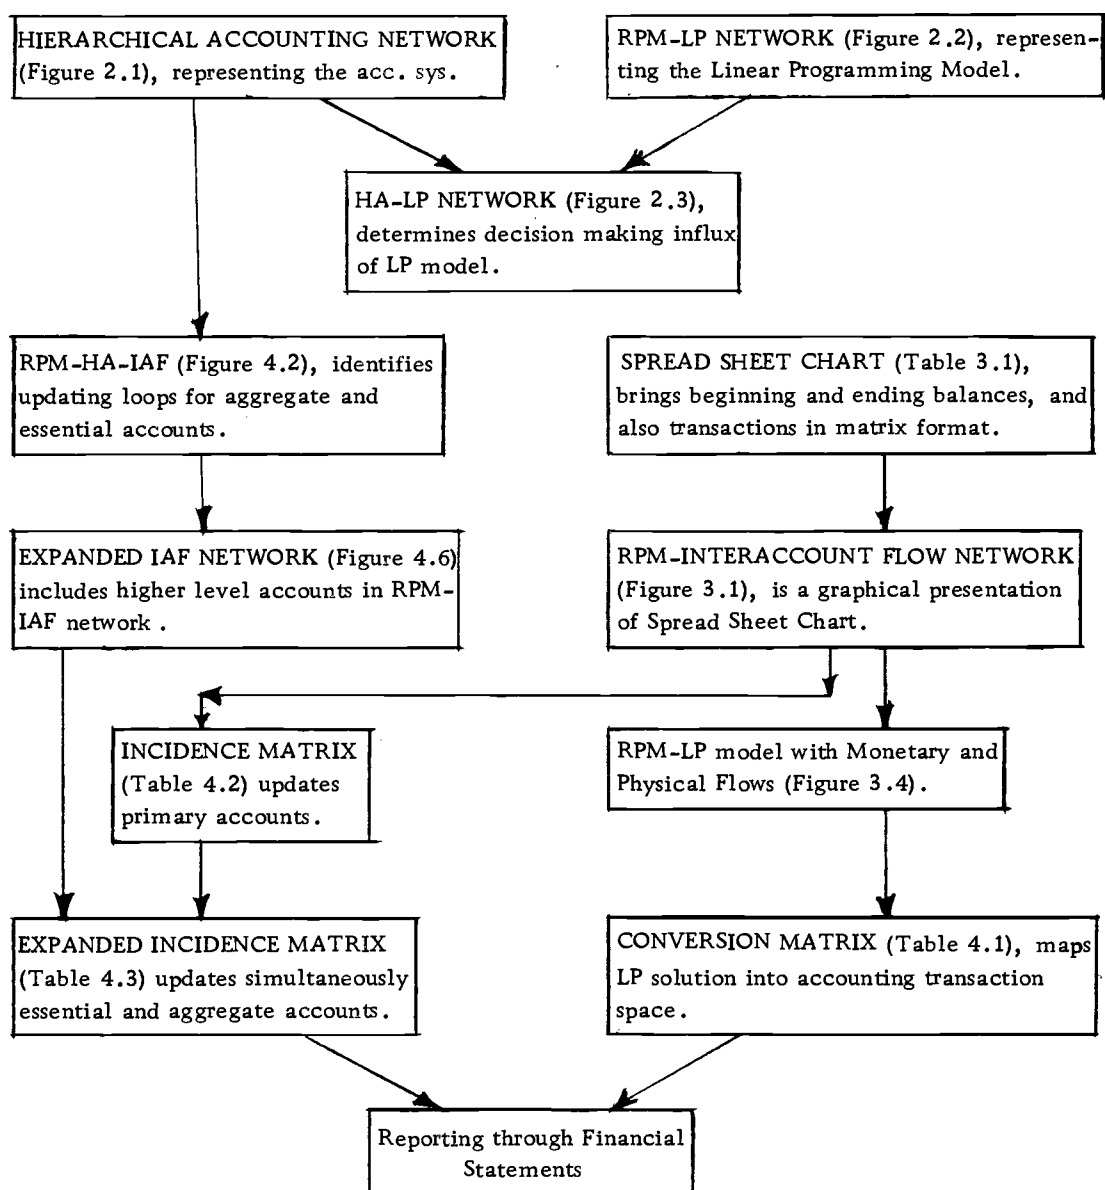 HIERARCHICAL ACCOUNTING NETWORK
(Figure 2.1), representing the acc. sys.
RPM-LP NETWORK (Figure 2.2), represen-
ting the Linear Programming Model.
HA-LP NETWORK (Figure 2.3),
determines decision making influx
of LP model.
RPM-HA-IAF (Figure 4.2), identifies
updating loops for aggregate and
essential accounts.
SPREAD SHEET CHART (Table 3.1),
brings beginning and ending balances, and
also transactions in matrix format.
EXPANDED IAF NETWORK (Figure 4.6)
includes higher level accounts in RPM-
IAF network.
RPM-INTERACCOUNT FLOW NETWORK
(Figure 3.1), is a graphical presentation
of Spread Sheet Chart.
INCIDENCE MATRIX
(Table 4.2) updates
primary accounts.
RPM-LP model with Monetary and
Physical Flows (Figure 3.4).
EXPANDED INCIDENCE MATRIX
(Table 4.3) updates simultaneously
essential and aggregate accounts.
CONVERSION MATRIX (Table 4.1), maps
LP solution into accounting transaction
space.
Reporting through Financial
Statements